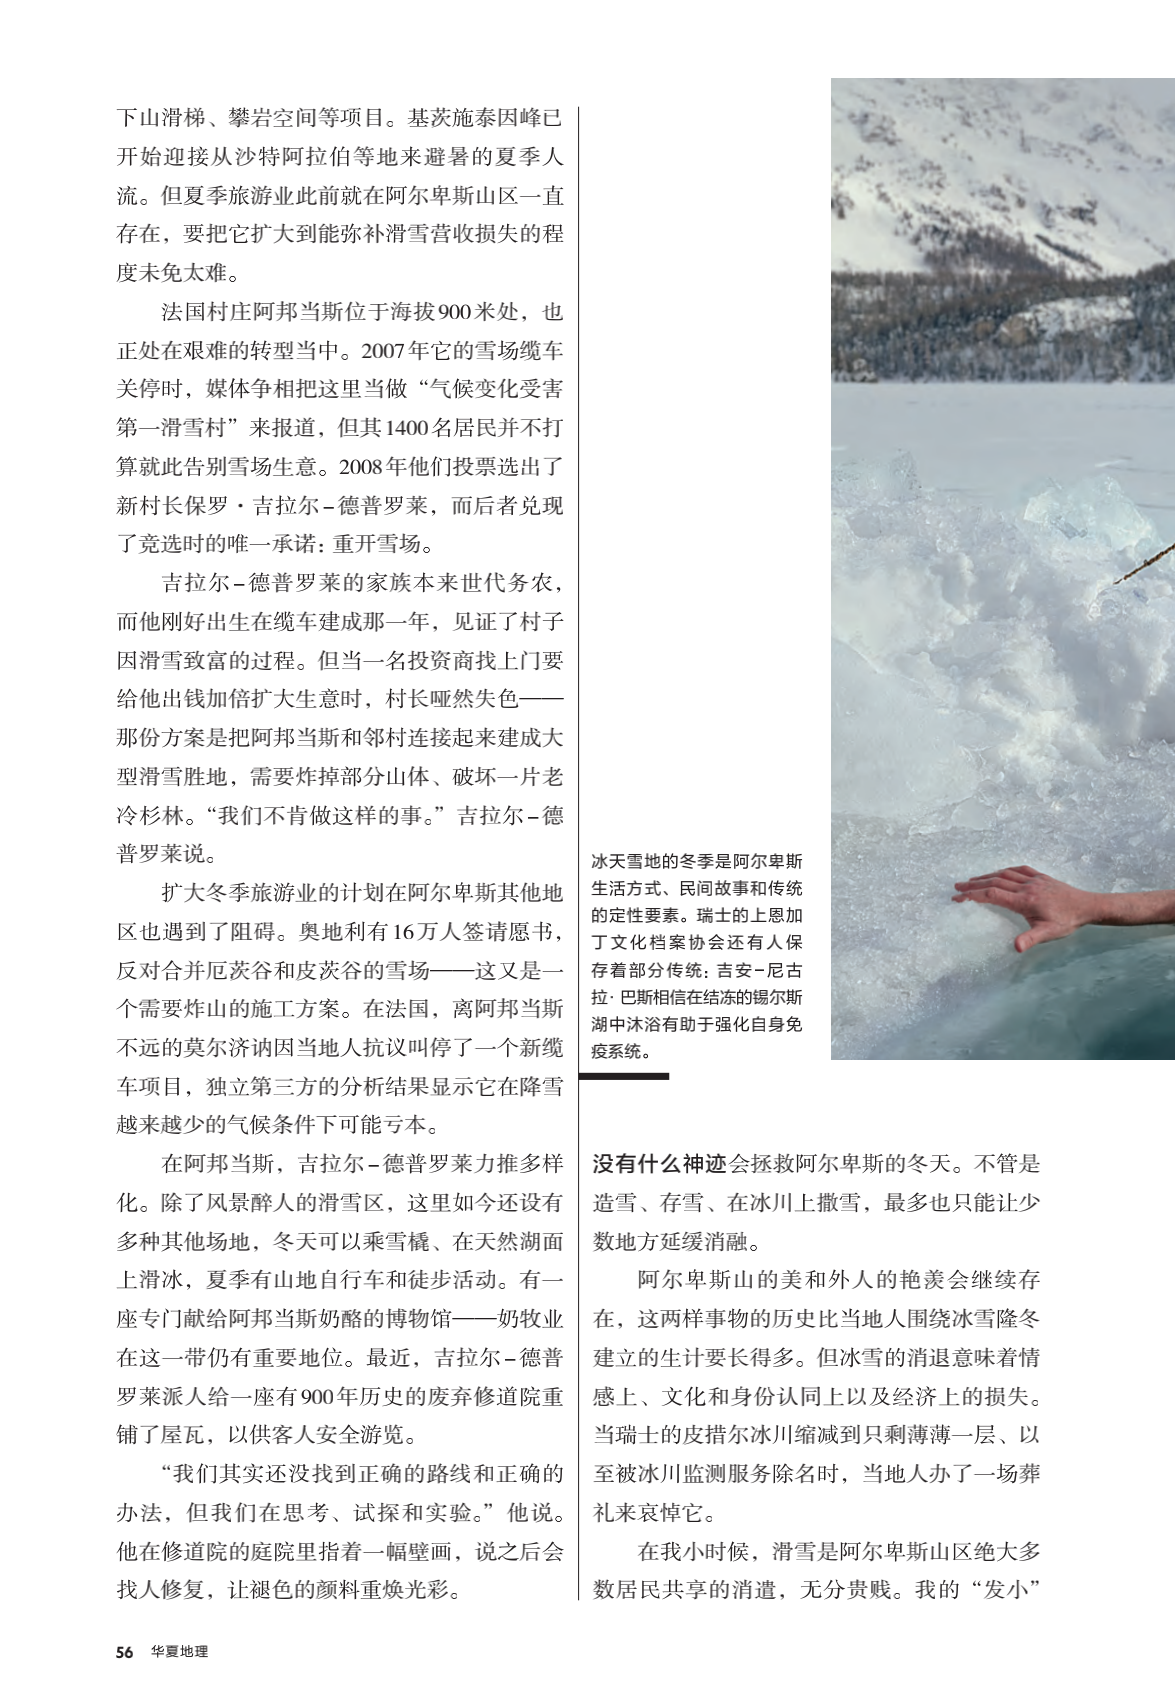 下山滑梯、攀岩空间等项目。基茨施泰因峰已
开始迎接从沙特阿拉伯等地来避暑的夏季人
流。但夏季旅游业此前就在阿尔卑斯山区一直
存在，要把它扩大到能弥补滑雪营收损失的程
度未免太难。
法国村庄阿邦当斯位于海拔900米处，也
正处在艰难的转型当中。2007年它的雪场缆车
关停时，媒体争相把这里当做“气候变化受害
第一滑雪村”来报道，但其1400名居民并不打
算就此告别雪场生意。2008年他们投票选出了
新村长保罗·吉拉尔–德普罗莱，而后者兑现
了竞选时的唯一承诺：重开雪场。
吉拉尔–德普罗莱的家族本来世代务农，
而他刚好出生在缆车建成那一年，见证了村子
因滑雪致富的过程。但当一名投资商找上门要
给他出钱加倍扩大生意时，村长哑然失色——
那份方案是把阿邦当斯和邻村连接起来建成大
型滑雪胜地，需要炸掉部分山体、破坏一片老
冷杉林。“我们不肯做这样的事。”吉拉尔–德
普罗莱说。
扩大冬季旅游业的计划在阿尔卑斯其他地
区也遇到了阻碍。奥地利有16万人签请愿书，
反对合并厄茨谷和皮茨谷的雪场——这又是一
个需要炸山的施工方案。在法国，离阿邦当斯
不远的莫尔济讷因当地人抗议叫停了一个新缆
车项目，独立第三方的分析结果显示它在降雪
越来越少的气候条件下可能亏本。
在阿邦当斯，吉拉尔–德普罗莱力推多样
化。除了风景醉人的滑雪区，这里如今还设有
多种其他场地，冬天可以乘雪橇、在天然湖面
上滑冰，夏季有山地自行车和徒步活动。有一
座专门献给阿邦当斯奶酪的博物馆——奶牧业
在这一带仍有重要地位。最近，吉拉尔–德普
罗莱派人给一座有900年历史的废弃修道院重
铺了屋瓦，以供客人安全游览。
“我们其实还没找到正确的路线和正确的
办法，但我们在思考、试探和实验。”他说。
他在修道院的庭院里指着一幅壁画，说之后会
找人修复，让褪色的颜料重焕光彩。
冰天雪地的冬季是阿尔卑斯
生活方式、民间故事和传统
的定性要素。瑞士的上恩加
丁文化档案协会还有人保
存着部分传统：吉安–尼古
拉·巴斯相信在结冻的锡尔斯
湖中沐浴有助于强化自身免
疫系统。
没有什么神迹会拯救阿尔卑斯的冬天。不管是
造雪、存雪、在冰川上撒雪，最多也只能让少
数地方延缓消融。
阿尔卑斯山的美和外人的艳羡会继续存
在，这两样事物的历史比当地人围绕冰雪隆冬
建立的生计要长得多。但冰雪的消退意味着情
感上、文化和身份认同上以及经济上的损失。
当瑞士的皮措尔冰川缩减到只剩薄薄一层、以
至被冰川监测服务除名时，当地人办了一场葬
礼来哀悼它。
在我小时候，滑雪是阿尔卑斯山区绝大多
数居民共享的消遣，无分贵贱。我的“发小”
56 华夏地理